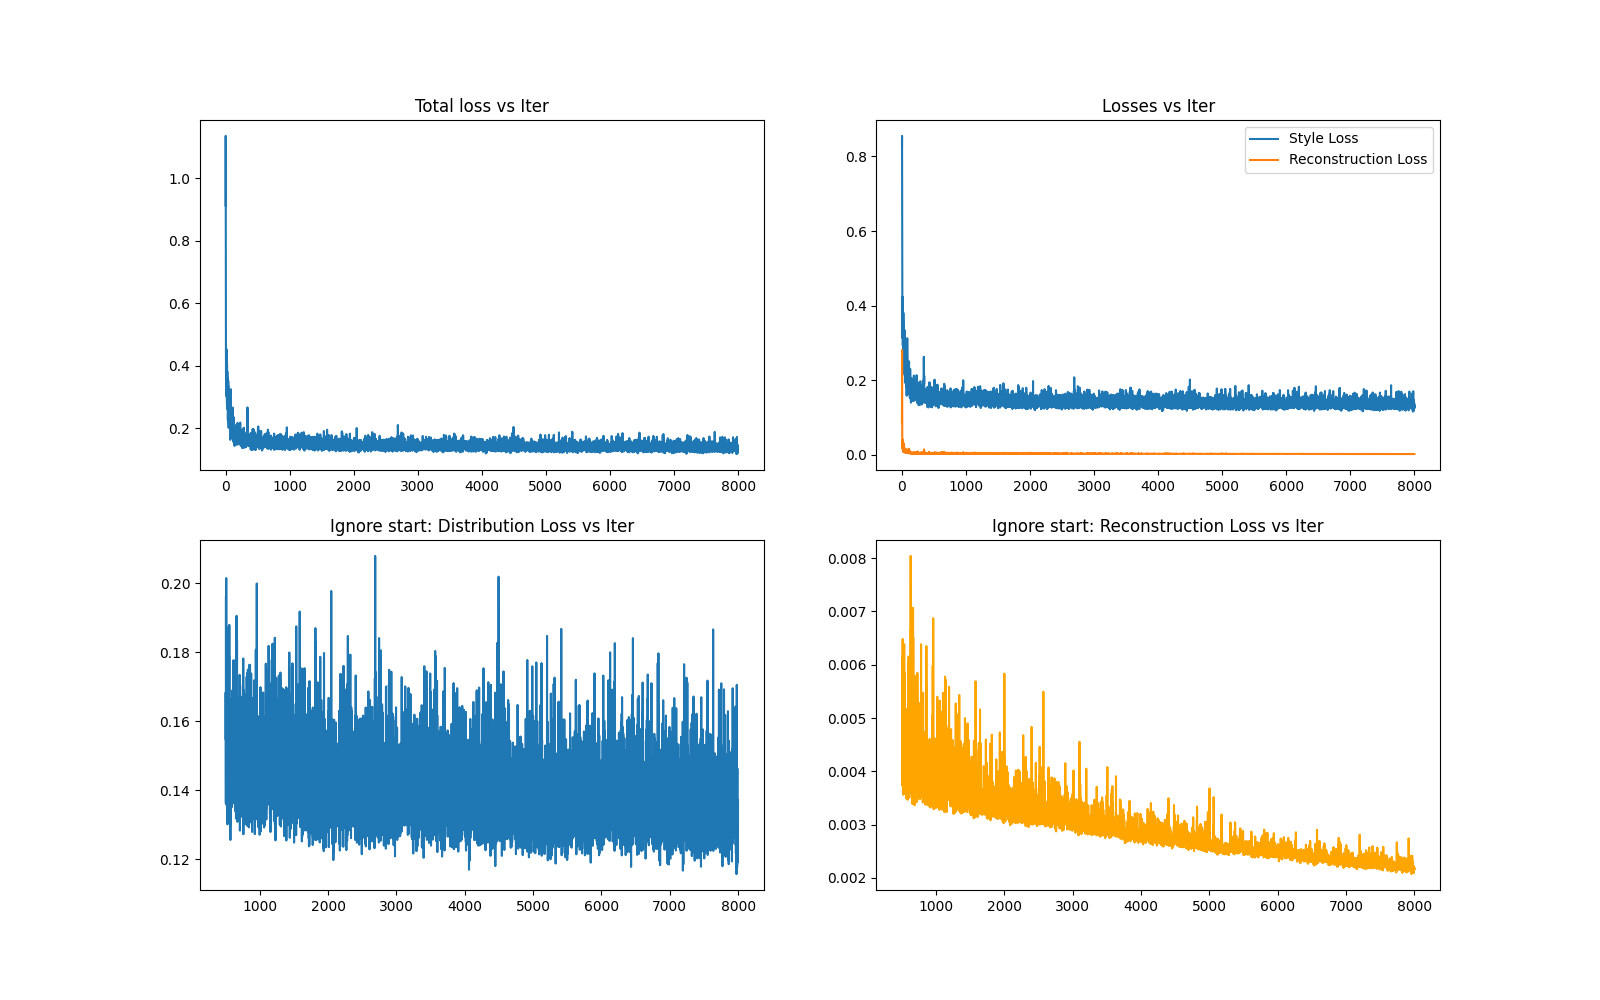 Total loss vs Iter
1.0
0.8
0.6
0.4
0.2
0 1000 2000 3000 4000 5000 6000 7000 8000
Losses vs Iter
Style Loss
Reconstruction Loss
0.8
0.6
0.4
0.2
0.0
0 1000 2000 3000 4000 5000 6000 7000 8000
Ignore start: Distribution Loss vs Iter
0.20
0.18
0.16
0.14
0.12
1000 2000 3000 4000 5000 6000 7000 8000
Ignore start: Reconstruction Loss vs Iter
0.008
0.007
0.006
0.005
0.004
0.003
0.002
1000 2000 3000 4000 5000 6000 7000 8000